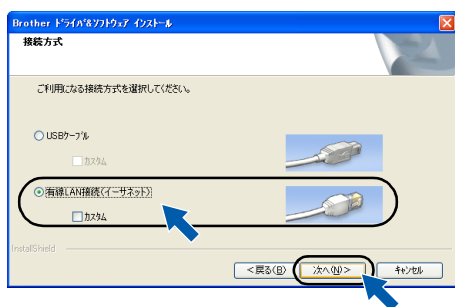 Brother ドライバ&ソフトウェア インストール
接続方式
ご利用になる接続方式を選択してください。
USBケーブル
カスタム
有線LAN接続(イーサネット)
カスタム
InstallShield
<戻る(B) 次へ(N)> キャンセル